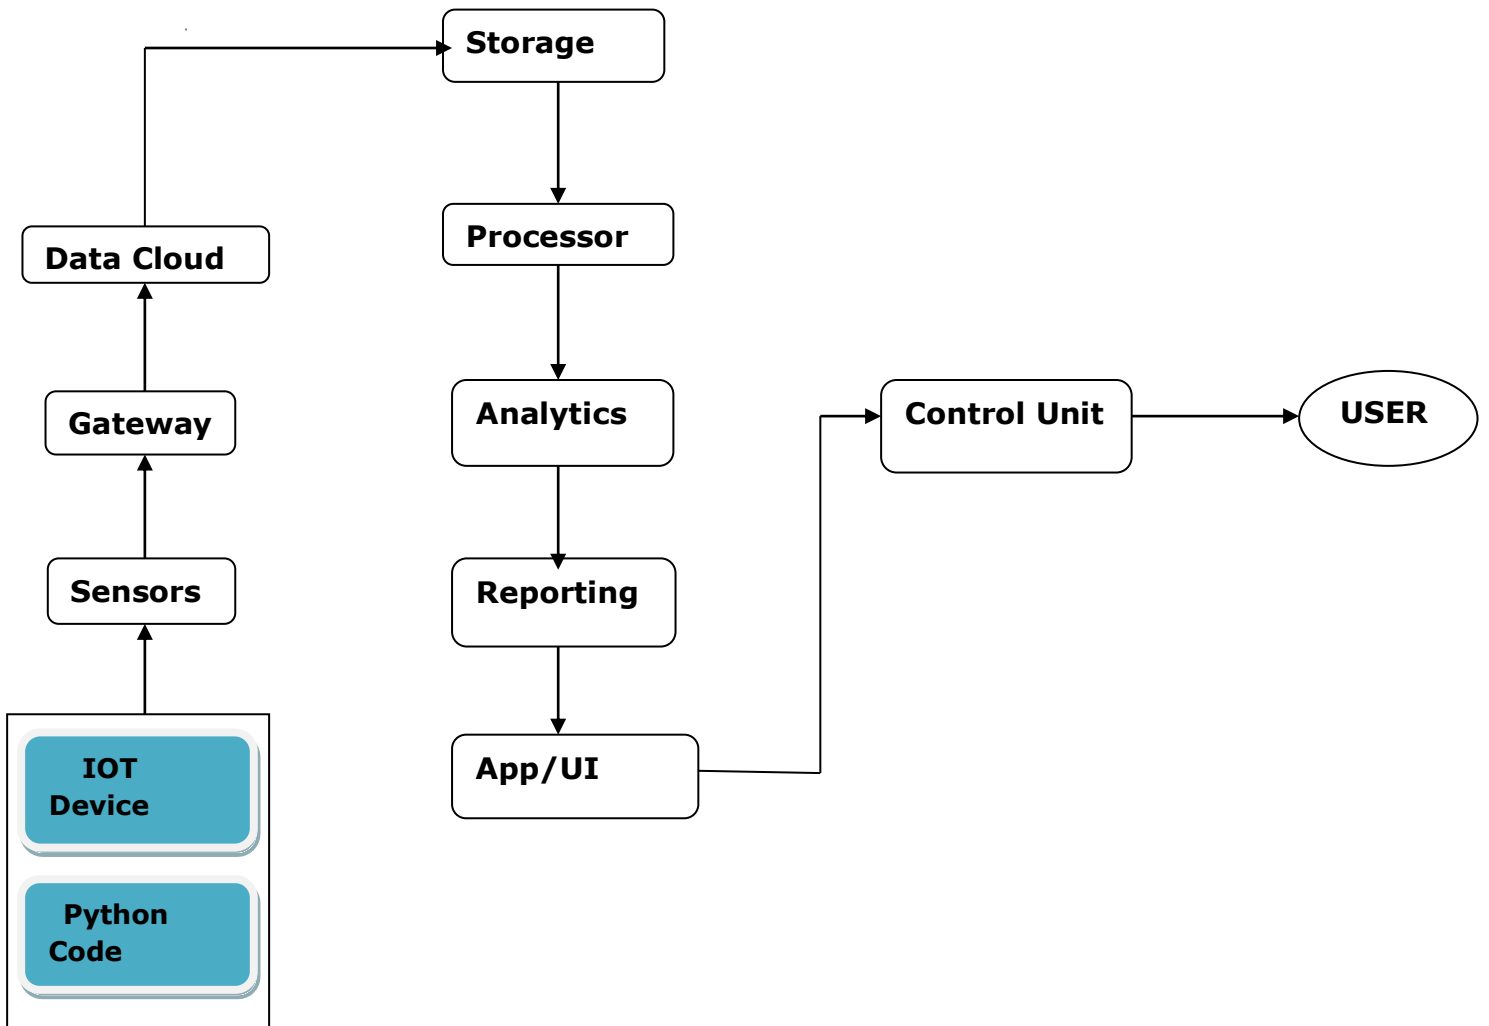 Storage
Data Cloud
Processor
Gateway
Analytics
Control Unit
USER
Sensors
Reporting
IOT
Device
App/UI
Python
Code